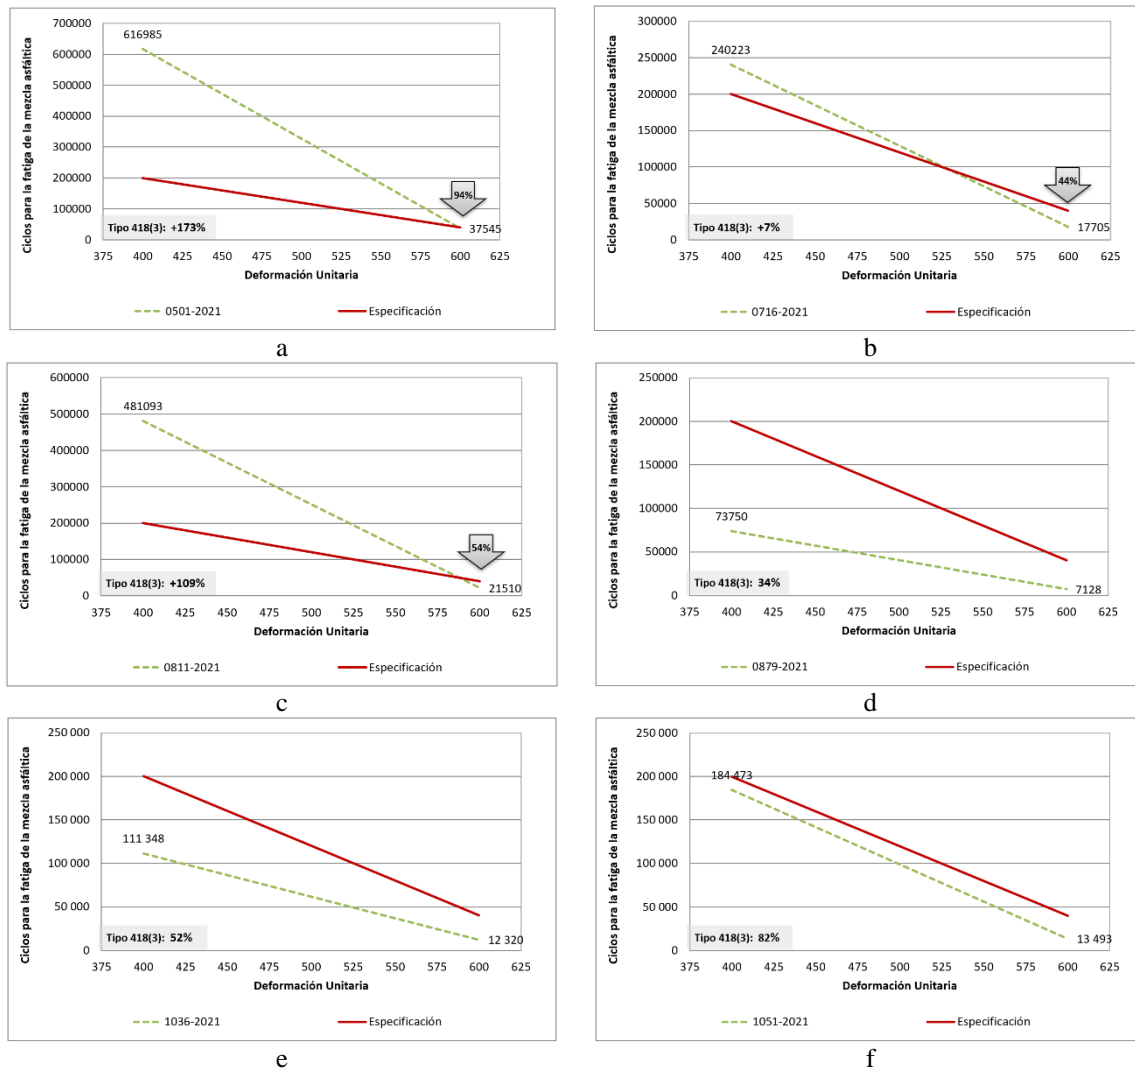 Ciclos para la fatiga de la mezcla asfáltica
700000
600000
500000
400000
300000
200000
100000
0
616985
94%
37545
Tipo 418(3): +173%
375 400 425 450 475 500 525 550 575 600 625
Deformación Unitaria
0501-2021 Especificación
a
Ciclos para la fatiga de la mezcla asfáltica
300000
250000
200000
150000
100000
50000
0
240223
44%
17705
Tipo 418(3): +7%
375 400 425 450 475 500 525 550 575 600 625
Deformación Unitaria
0716-2021 Especificación
b
Ciclos para la fatiga de la mezcla asfáltica
600000
500000
400000
300000
200000
100000
0
481093
54%
21510
Tipo 418(3): +109%
375 400 425 450 475 500 525 550 575 600 625
Deformación Unitaria
0811-2021 Especificación
c
Ciclos para la fatiga de la mezcla asfáltica
250000
200000
150000
100000
50000
0
73750
7128
Tipo 418(3): 34%
375 400 425 450 475 500 525 550 575 600 625
Deformación Unitaria
0879-2021 Especificación
d
Ciclos para la fatiga de la mezcla asfáltica
250 000
200 000
150 000
100 000
50 000
0
111 348
12 320
Tipo 418(3): 52%
375 400 425 450 475 500 525 550 575 600 625
Deformación Unitaria
1036-2021 Especificación
e
Ciclos para la fatiga de la mezcla asfáltica
250 000
200 000
150 000
100 000
50 000
0
184 473
13 493
Tipo 418(3): 82%
375 400 425 450 475 500 525 550 575 600 625
Deformación Unitaria
1051-2021 Especificación
f